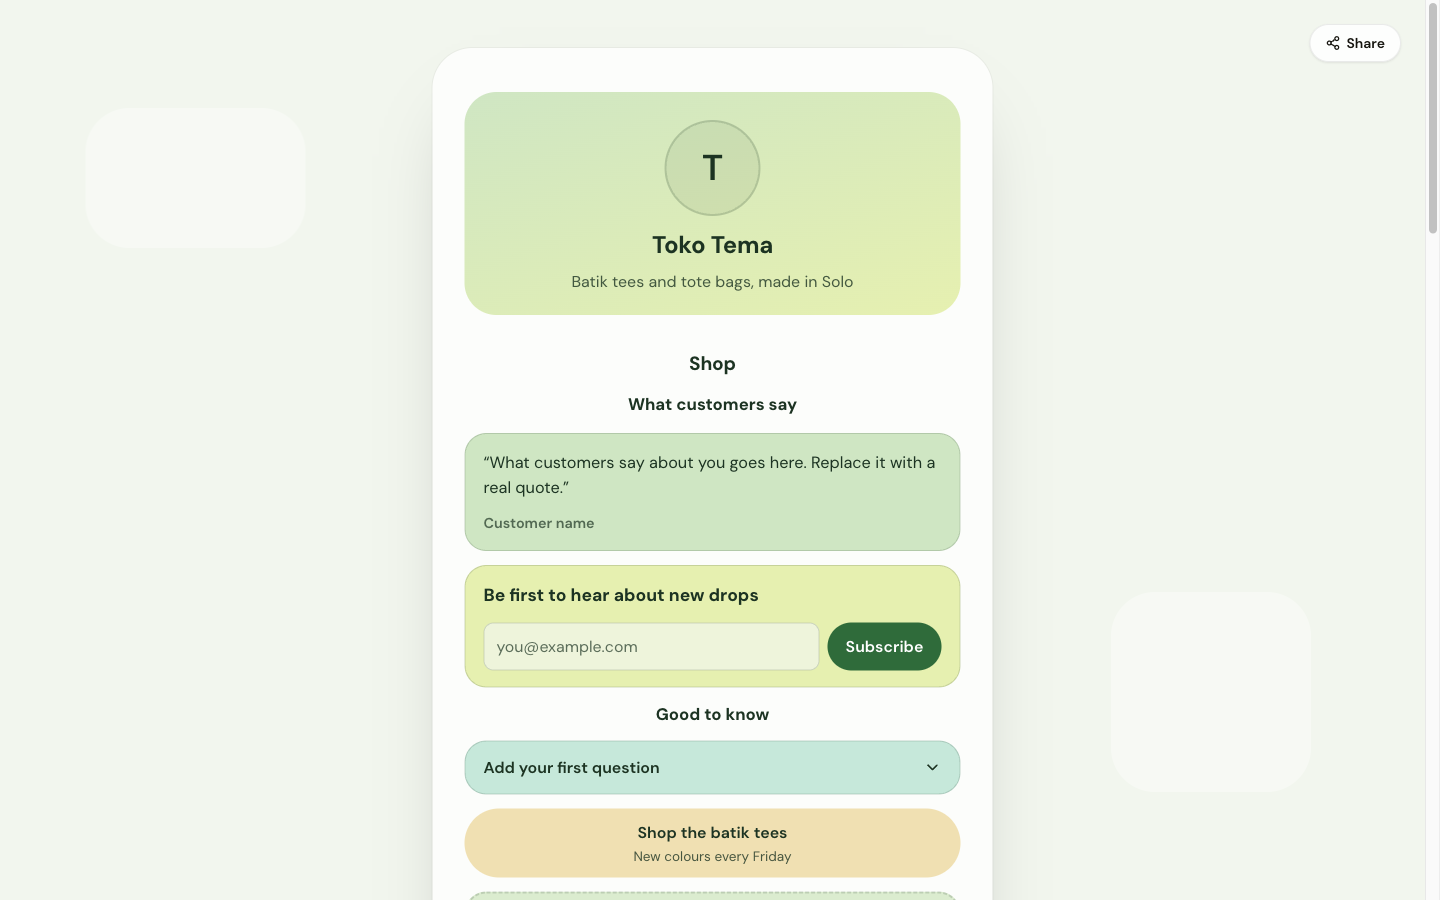 Share
T
Toko Tema
Batik tees and tote bags, made in Solo
Shop
What customers say
“What customers say about you goes here. Replace it with a
real quote.”
Customer name
Be first to hear about new drops
you@example.com
Subscribe
Good to know
Add your first question
Shop the batik tees
New colours every Friday